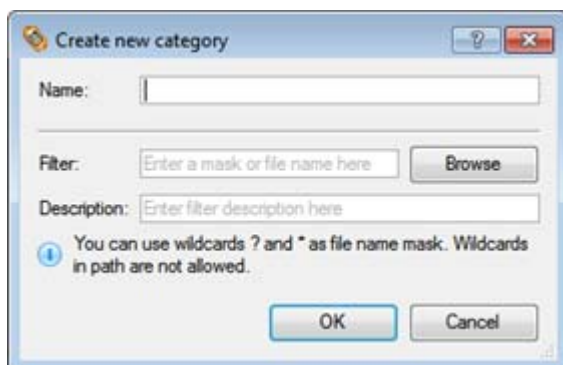 Create new category
Name:
Filter: Enter a mask or file name here Browse
Description: Enter filter description here
You can use wildcards ? and * as file name mask. Wildcards
in path are not allowed.
OK Cancel